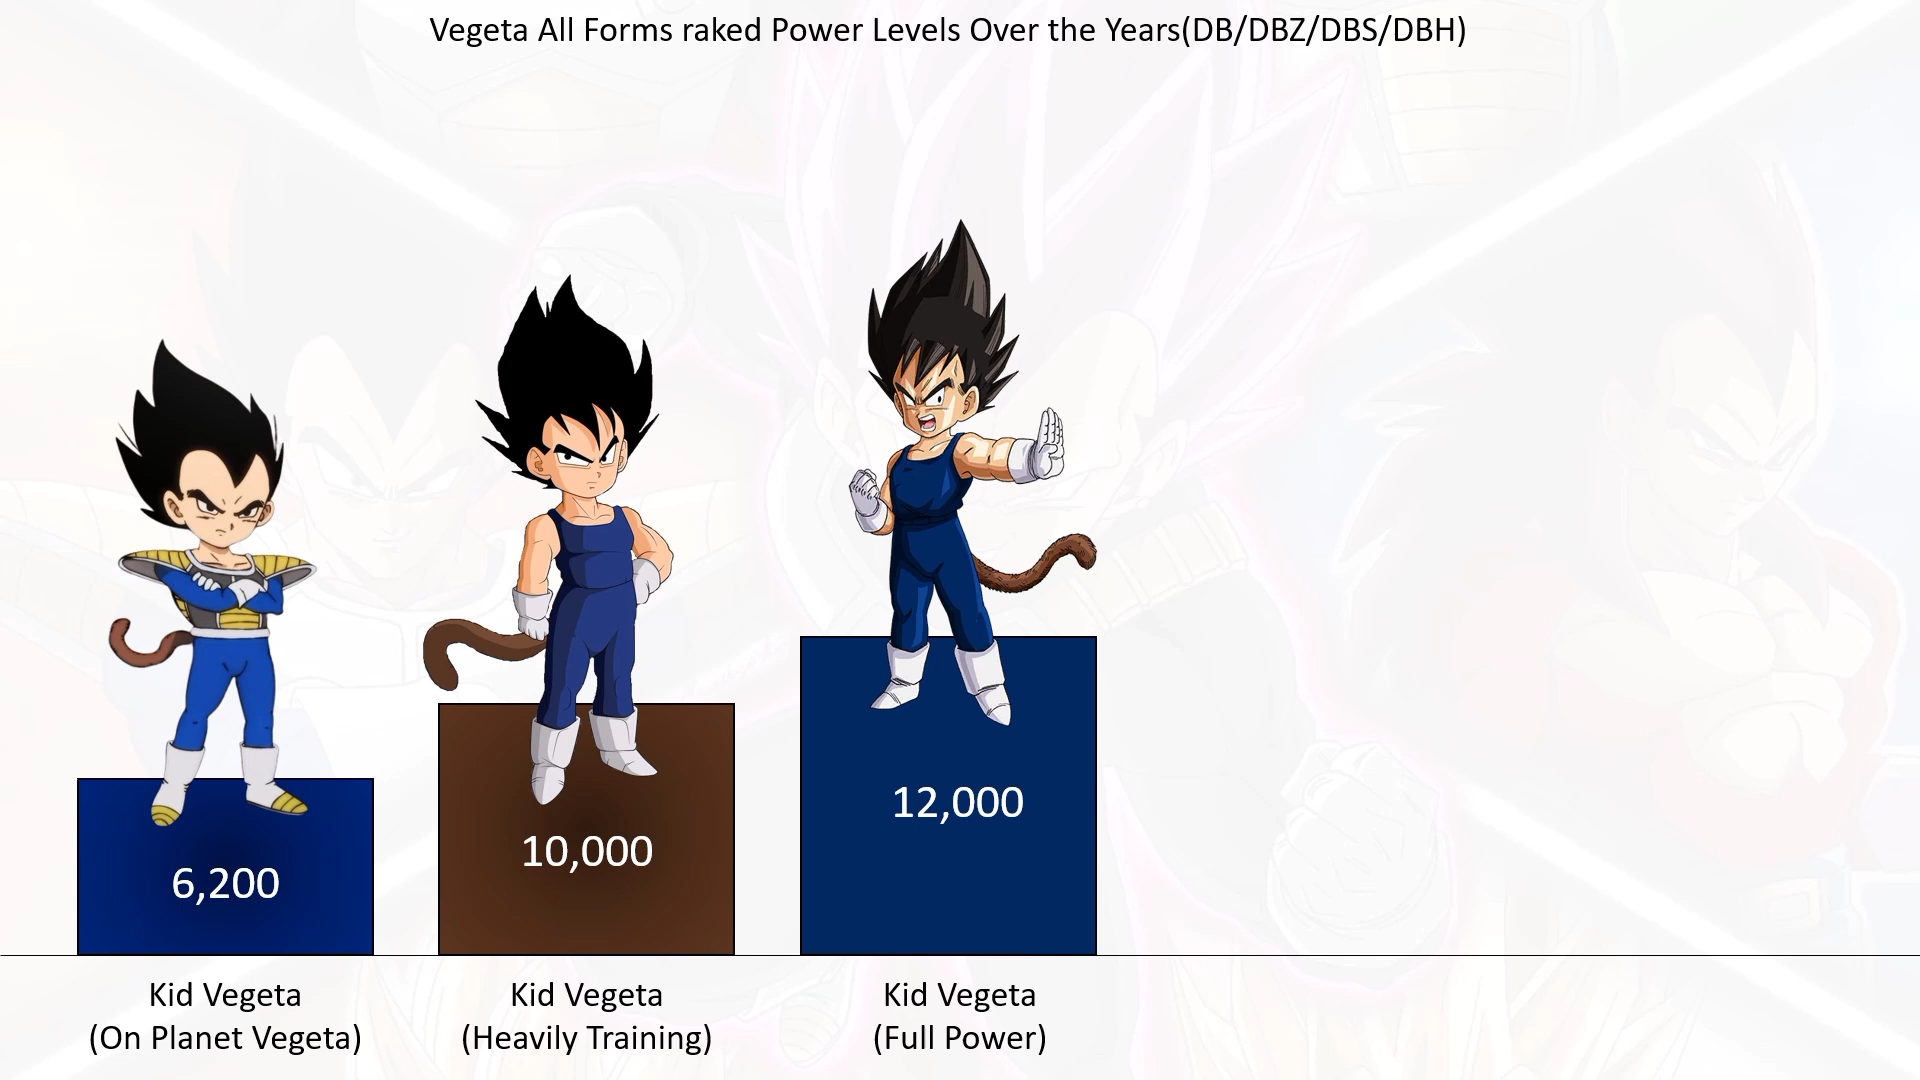 Vegeta All Forms raked Power Levels Over the Years(DB/DBZ/DBS/DBH)
6,200
10,000
12,000
Kid Vegeta
(On Planet Vegeta)
Kid Vegeta
(Heavily Training)
Kid Vegeta
(Full Power)